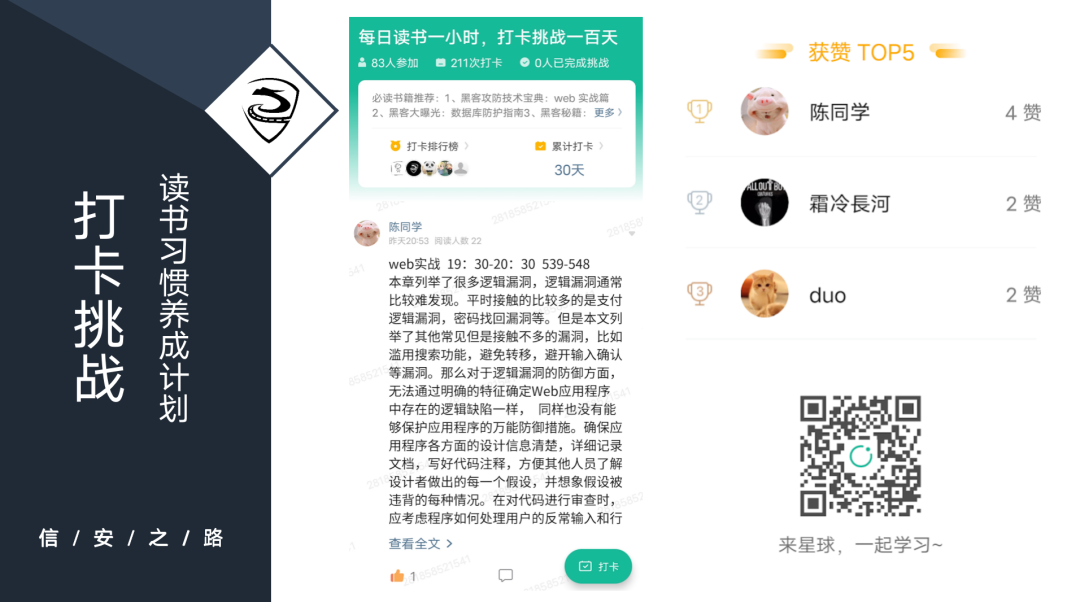 打卡挑战
读书习惯养成计划
信 / 安 / 之 / 路
每日读书一小时，打卡挑战一百天
83人参加 211次打卡 0人已完成挑战
必读书籍推荐：1、黑客攻防技术宝典：web 实战篇
2、黑客大曝光：数据库防护指南3、黑客秘籍： 更多
打卡排行榜 累计打卡
30天
陈同学
昨天20:53 阅读人数 22
web实战 19：30-20：30 539-548
本章列举了很多逻辑漏洞，逻辑漏洞通常
比较难发现。平时接触的比较多的是支付
逻辑漏洞，密码找回漏洞等。但是本文列
举了其他常见但是接触不多的漏洞，比如
滥用搜索功能，避免转移，避开输入确认
等漏洞。那么对于逻辑漏洞的防御方面，
无法通过明确的特征确定Web应用程序
中存在的逻辑缺陷一样， 同样也没有能
够保护应用程序的万能防御措施。确保应
用程序各方面的设计信息清楚，详细记录
文档，写好代码注释，方便其他人员了解
设计者做出的每一个假设，并想象假设被
违背的每种情况。在对代码进行审查时，
应考虑程序如何处理用户的反常输入和行
查看全文
1
打卡
获赞 TOP5
1 陈同学 4 赞
2 霜冷長河 2 赞
3 duo 2 赞
来星球，一起学习~